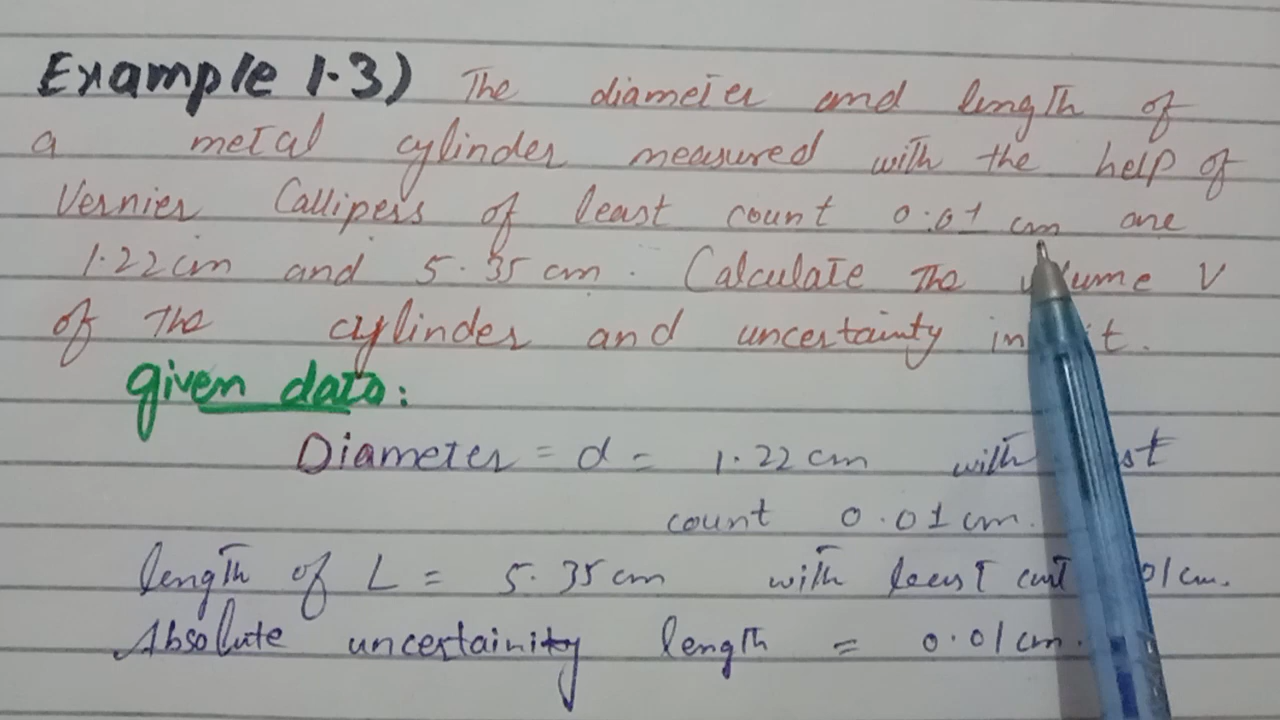 Example 1.3) The diameter and length of
a metal cylinder measured with the help of
Vernier Callipers of least count 0.01 cm are
1.22 cm and 5.35 cm. Calculate the V
of the cylinder and uncertainty in it.
given data:
Diameter = d = 1.22 cm with
count 0.01 cm.
length of L = 5.35 cm with least 01 cm.
Absolute uncertainity length = 0.01 cm.